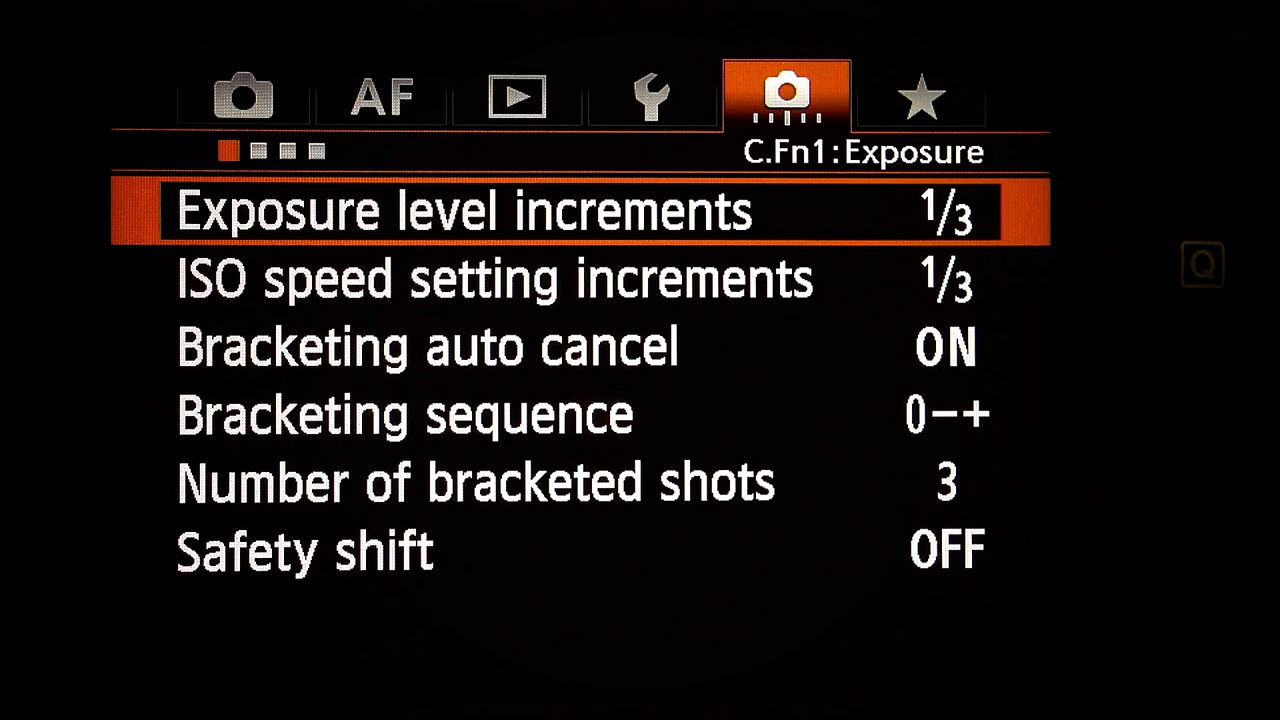 AF
C.Fn1:Exposure
Exposure level increments 1/3
ISO speed setting increments 1/3
Bracketing auto cancel ON
Bracketing sequence 0−+
Number of bracketed shots 3
Safety shift OFF
Q